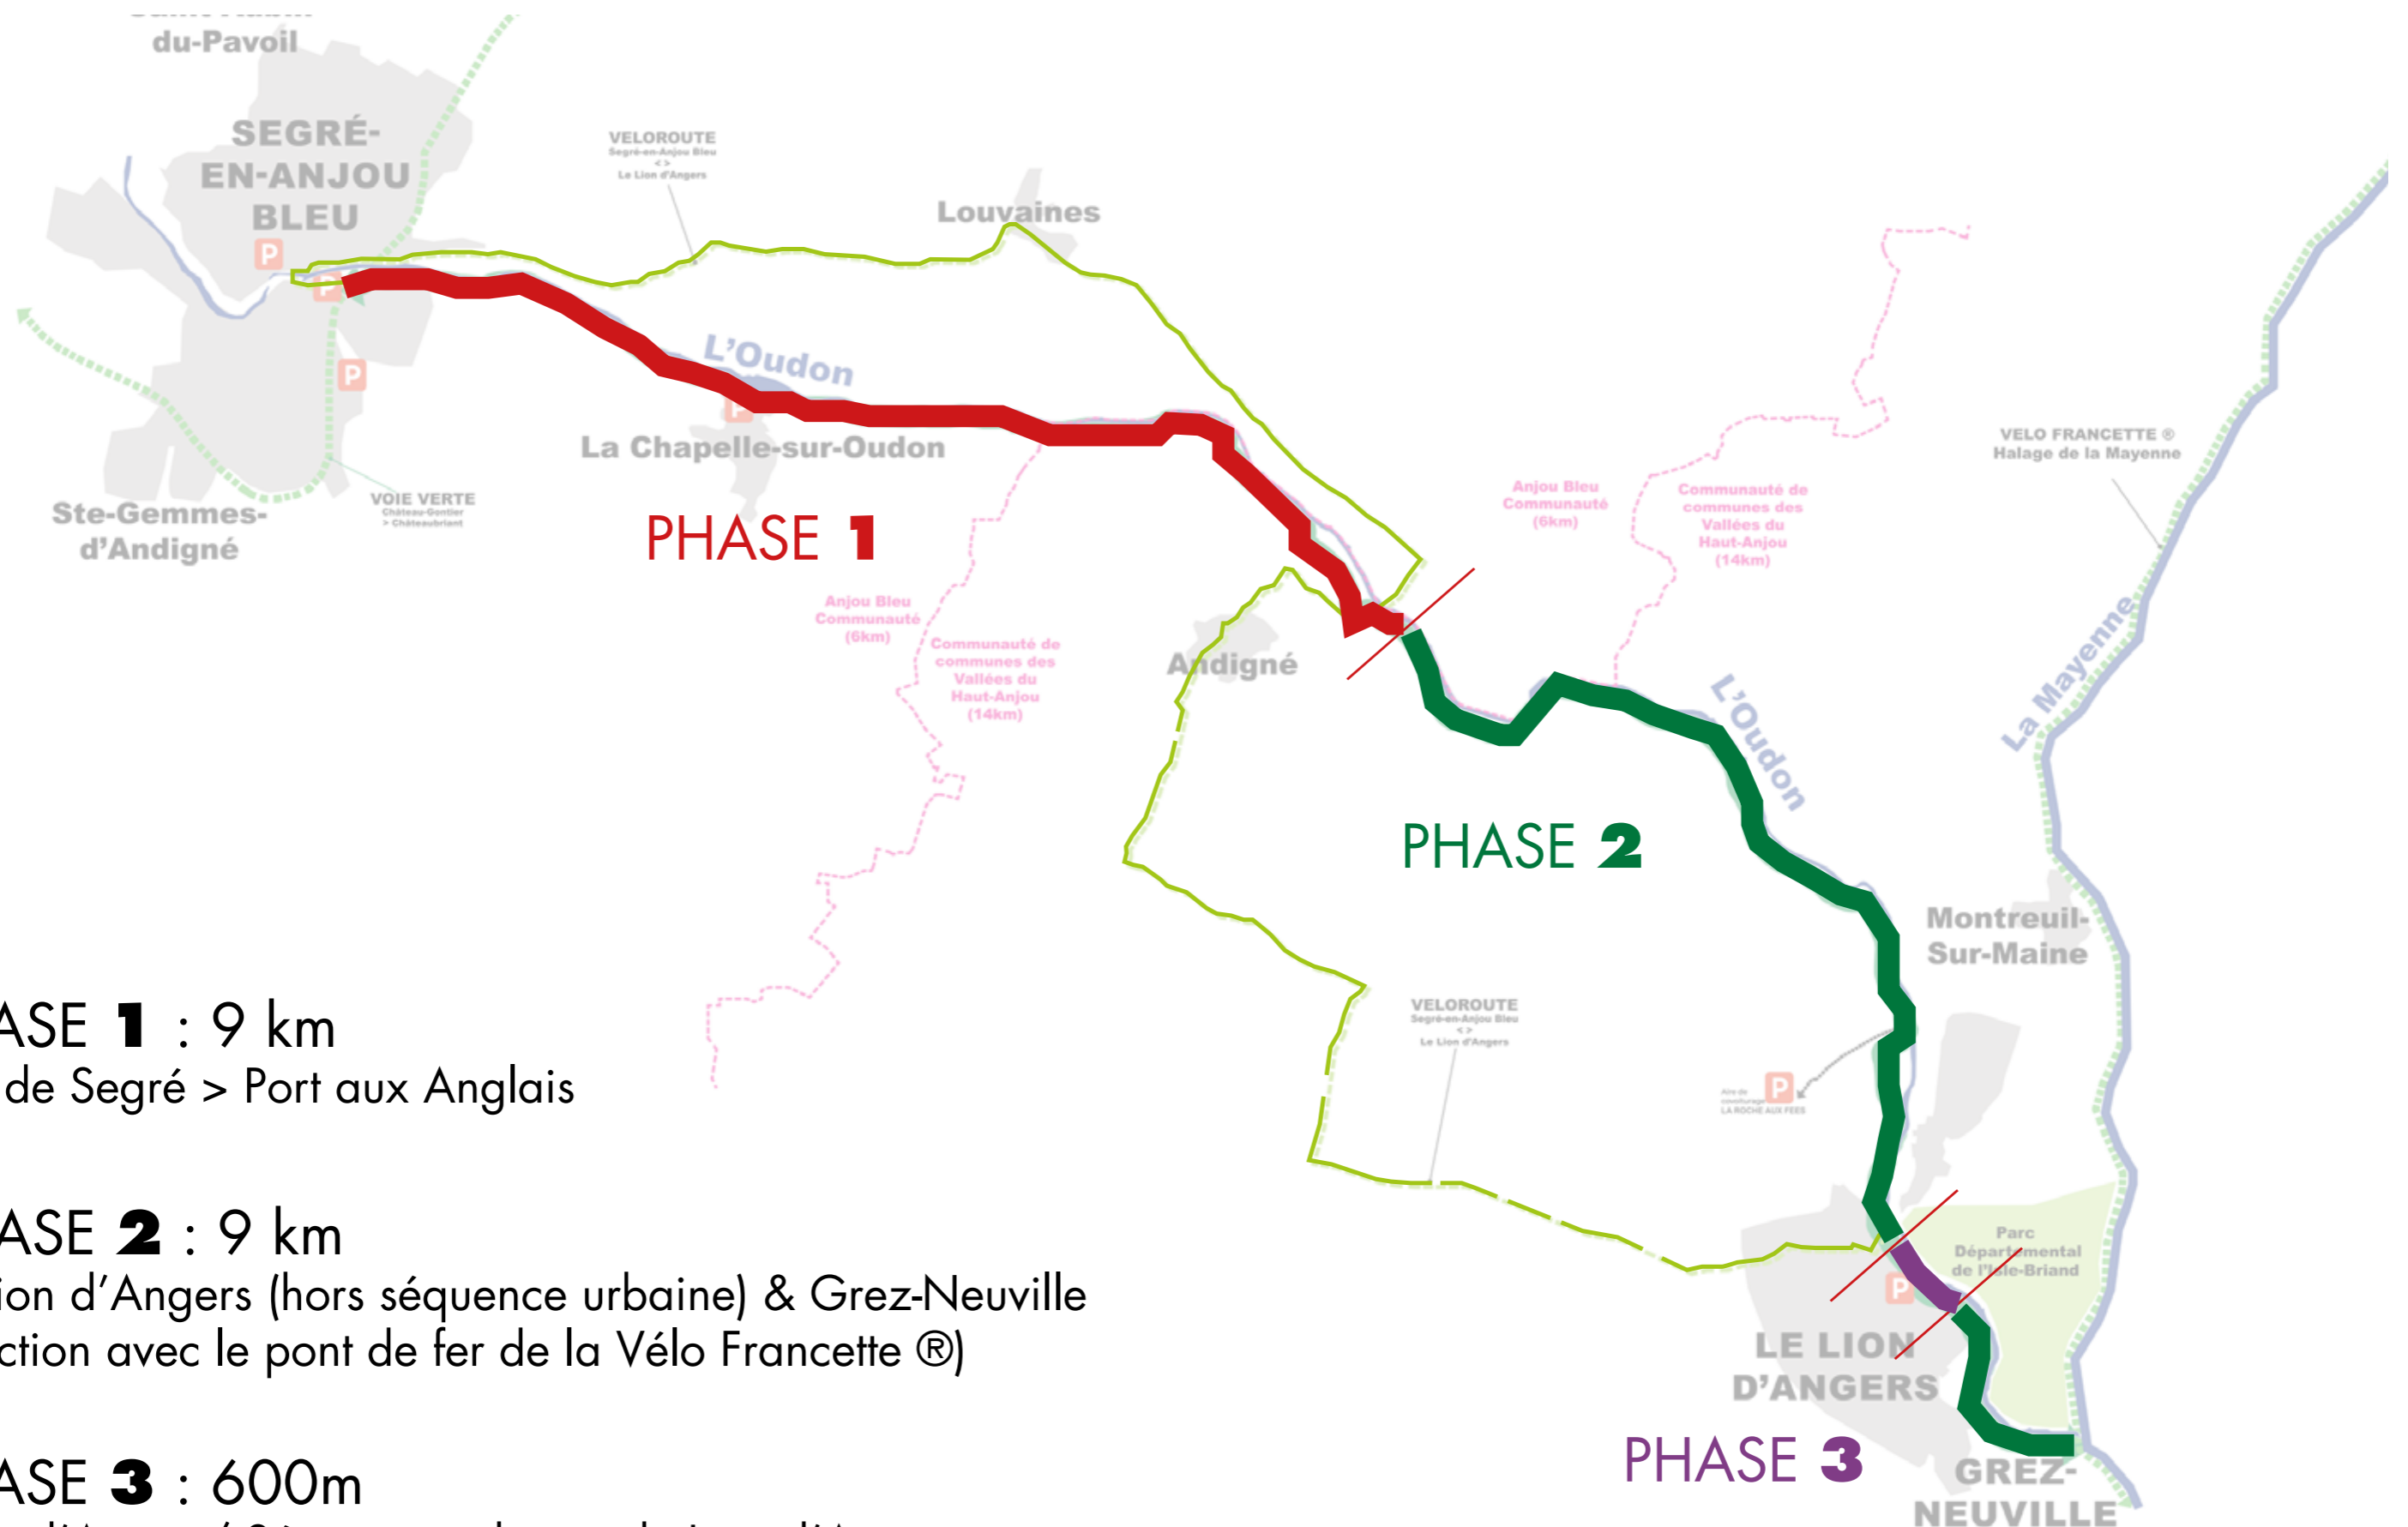 du-Pavoil
SEGRÉ-
EN-ANJOU
BLEU
P
P
P
VELOROUTE
Segré-en-Anjou Bleu
<>
Le Lion d'Angers
Louvaines
L'Oudon
P
La Chapelle-sur-Oudon
VOIE VERTE
Château-Gontier
> Châteaubriant
Ste-Gemmes-
d'Andigné
PHASE 1
VELO FRANCETTE ®
Halage de la Mayenne
Anjou Bleu
Communauté
(6km)
Communauté de
communes des
Vallées du
Haut-Anjou
(14km)
Anjou Bleu
Communauté
(6km)
Communauté de
communes des
Vallées du
Haut-Anjou
(14km)
Andigné
La Mayenne
L'Oudon
PHASE 2
Montreuil-
Sur-Maine
VELOROUTE
Segré-en-Anjou Bleu
<>
Le Lion d'Angers
Aire de
covoiturage
LA ROCHE AUX FEES
P
Parc
Départemental
de l'Isle-Briand
P
LE LION
D'ANGERS
PHASE 3
GREZ-
NEUVILLE
ASE 1 : 9 km
de Segré > Port aux Anglais
ASE 2 : 9 km
ion d'Angers (hors séquence urbaine) & Grez-Neuville
ction avec le pont de fer de la Vélo Francette ®)
ASE 3 : 600m